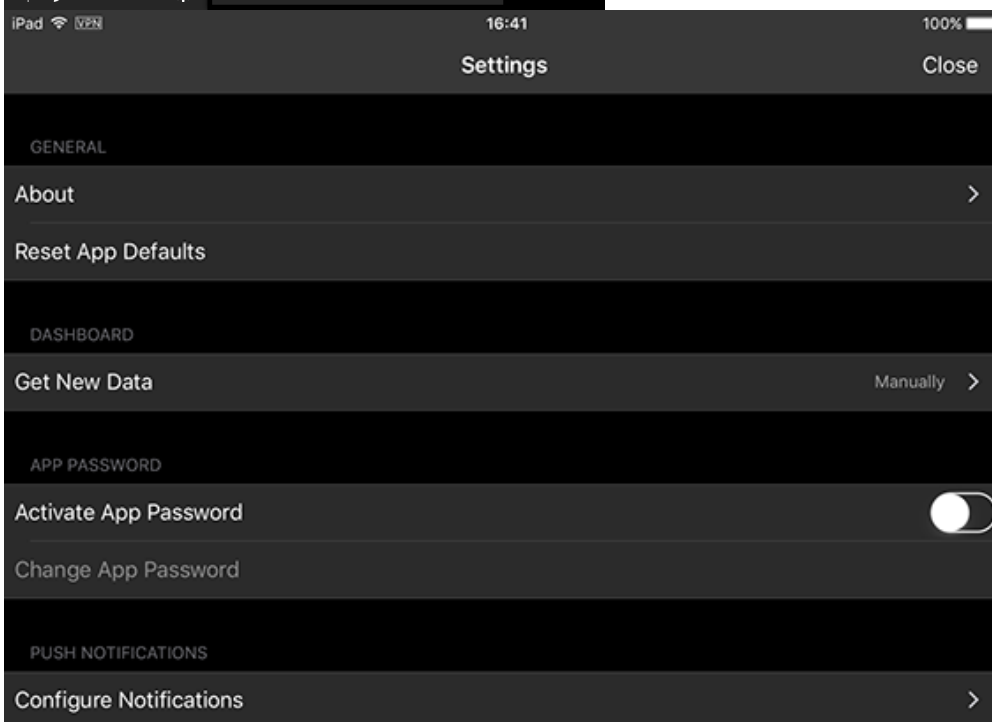 iPad VPN 16:41 100%
Settings Close
GENERAL
About
Reset App Defaults
DASHBOARD
Get New Data Manually
APP PASSWORD
Activate App Password
Change App Password
PUSH NOTIFICATIONS
Configure Notifications